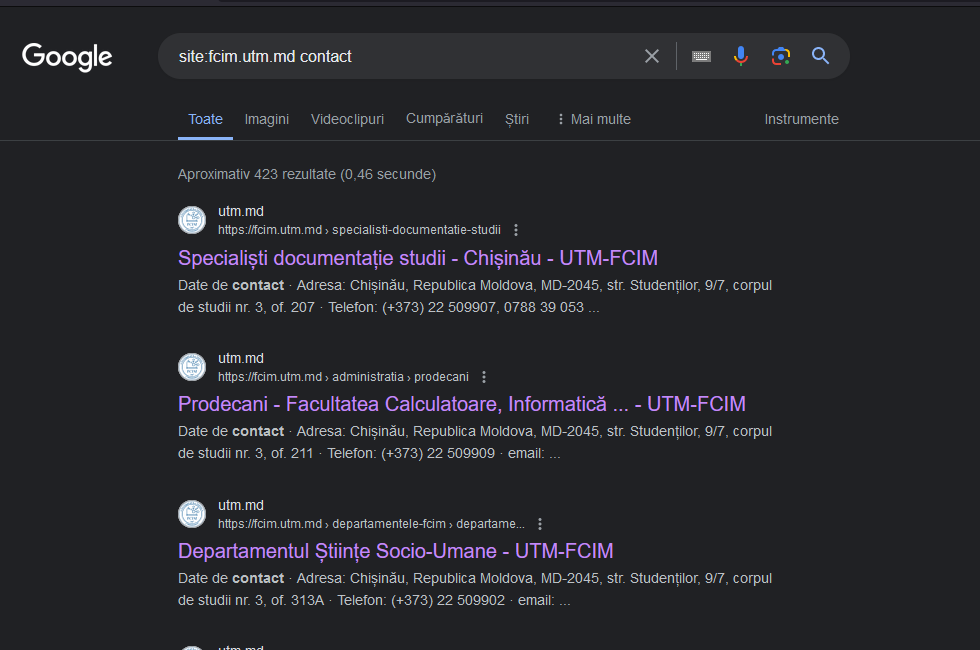 Google
site:fcim.utm.md contact
Toate Imagini Videoclipuri Cumpărături Știri Mai multe Instrumente
Aproximativ 423 rezultate (0,46 secunde)
utm.md
https://fcim.utm.md › specialisti-documentatie-studii
Specialiști documentație studii - Chișinău - UTM-FCIM
Date de contact · Adresa: Chișinău, Republica Moldova, MD-2045, str. Studenților, 9/7, corpul
de studii nr. 3, of. 207 · Telefon: (+373) 22 509907, 0788 39 053 ...
utm.md
https://fcim.utm.md › administratia › prodecani
Prodecani - Facultatea Calculatoare, Informatică ... - UTM-FCIM
Date de contact · Adresa: Chișinău, Republica Moldova, MD-2045, str. Studenților, 9/7, corpul
de studii nr. 3, of. 211 · Telefon: (+373) 22 509909 · email: ...
utm.md
https://fcim.utm.md › departamentele-fcim › departame...
Departamentul Științe Socio-Umane - UTM-FCIM
Date de contact · Adresa: Chișinău, Republica Moldova, MD-2045, str. Studenților, 9/7, corpul
de studii nr. 3, of. 313A · Telefon: (+373) 22 509902 · email: ...
utm.md